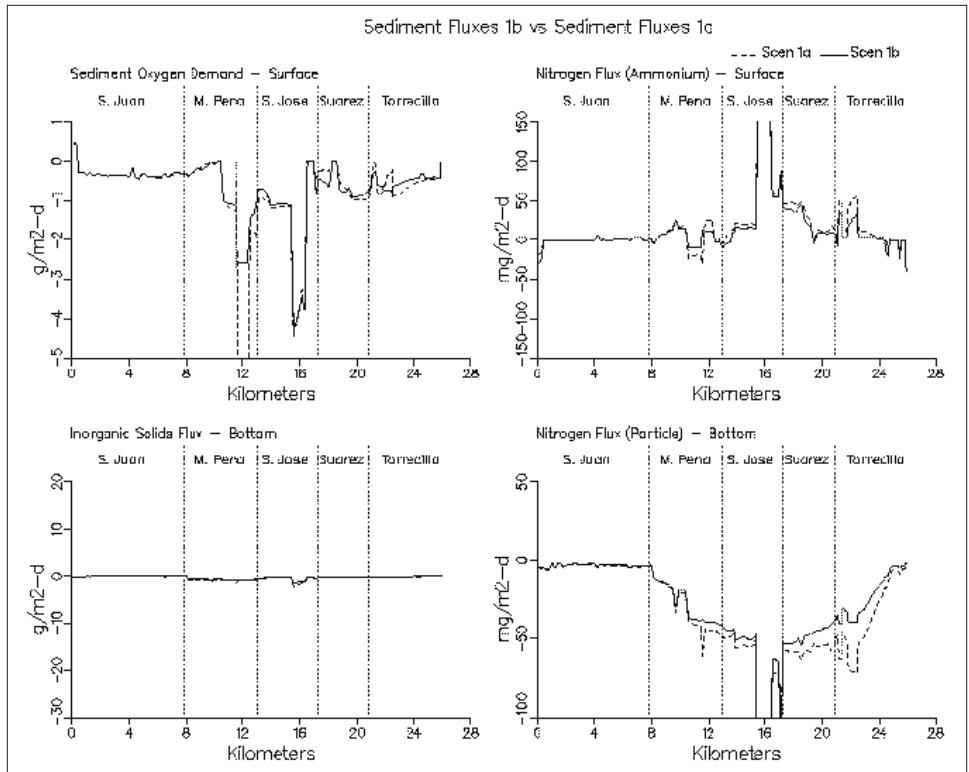 Sediment Fluxes 1b vs Sediment Fluxes 1a
Scen 1a Scen 1b
Sediment Oxygen Demand – Surface
S. Juan M. Pena S. Jose Suarez Torrecilla
g/m2-d
1
0
-1
-2
-3
-4
-5
0 4 8 12 16 20 24 28
Kilometers
Nitrogen Flux (Ammonium) – Surface
S. Juan M. Pena S. Jose Suarez Torrecilla
mg/m2-d
150
100
50
0
-50
-100
-150
0 4 8 12 16 20 24 28
Kilometers
Inorganic Solids Flux – Bottom
S. Juan M. Pena S. Jose Suarez Torrecilla
g/m2-d
20
10
0
-10
-20
-30
0 4 8 12 16 20 24 28
Kilometers
Nitrogen Flux (Particle) – Bottom
S. Juan M. Pena S. Jose Suarez Torrecilla
mg/m2-d
50
0
-50
-100
0 4 8 12 16 20 24 28
Kilometers